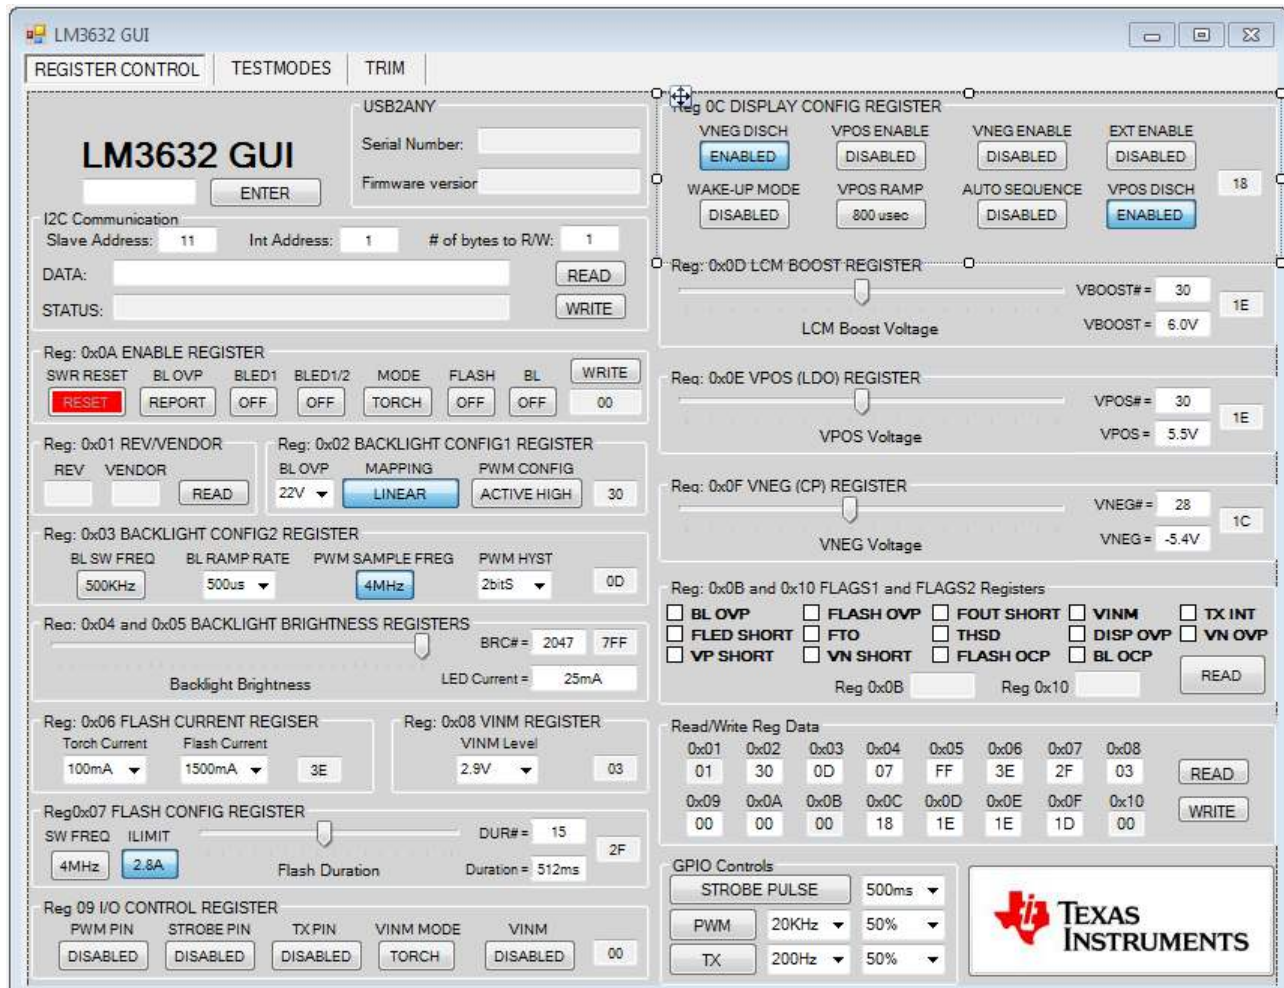 LM3632 GUI
REGISTER CONTROL TESTMODES TRIM
LM3632 GUI
ENTER
USB2ANY
Serial Number:
Firmware version
I2C Communication
Slave Address: 11 Int Address: 1 # of bytes to R/W: 1
DATA: READ
STATUS: WRITE
Reg: 0x0A ENABLE REGISTER
SWR RESET BL OVP BLED1 BLED1/2 MODE FLASH BL WRITE
RESET REPORT OFF OFF TORCH OFF OFF 00
Reg: 0x01 REV/VENDOR
REV VENDOR
READ
Reg: 0x02 BACKLIGHT CONFIG1 REGISTER
BL OVP MAPPING PWM CONFIG
22V LINEAR ACTIVE HIGH 30
Reg: 0x03 BACKLIGHT CONFIG2 REGISTER
BL SW FREQ BL RAMP RATE PWM SAMPLE FREG PWM HYST
500KHz 500us 4MHz 2bitS 0D
Reg: 0x04 and 0x05 BACKLIGHT BRIGHTNESS REGISTERS
BRC# = 2047 7FF
Backlight Brightness LED Current = 25mA
Reg: 0x06 FLASH CURRENT REGISER
Torch Current Flash Current
100mA 1500mA 3E
Reg: 0x08 VINM REGISTER
VINM Level
2.9V 03
Reg0x07 FLASH CONFIG REGISTER
SW FREQ ILIMIT DUR# = 15
4MHz 2.8A Flash Duration Duration = 512ms 2F
Reg 09 I/O CONTROL REGISTER
PWM PIN STROBE PIN TX PIN VINM MODE VINM
DISABLED DISABLED DISABLED TORCH DISABLED 00
Reg 0C DISPLAY CONFIG REGISTER
VNEG DISCH VPOS ENABLE VNEG ENABLE EXT ENABLE
ENABLED DISABLED DISABLED DISABLED
18
WAKE-UP MODE VPOS RAMP AUTO SEQUENCE VPOS DISCH
DISABLED 800 usec DISABLED ENABLED
Reg: 0x0D LCM BOOST REGISTER
VBOOST# = 30 1E
LCM Boost Voltage VBOOST = 6.0V
Reg: 0x0E VPOS (LDO) REGISTER
VPOS# = 30 1E
VPOS Voltage VPOS = 5.5V
Reg: 0x0F VNEG (CP) REGISTER
VNEG# = 28 1C
VNEG Voltage VNEG = -5.4V
Reg: 0x0B and 0x10 FLAGS1 and FLAGS2 Registers
BL OVP FLASH OVP FOUT SHORT VINM TX INT
FLED SHORT FTO THSD DISP OVP VN OVP
VP SHORT VN SHORT FLASH OCP BL OCP
Reg 0x0B Reg 0x10 READ
Read/Write Reg Data
0x01 0x02 0x03 0x04 0x05 0x06 0x07 0x08
01 30 0D 07 FF 3E 2F 03 READ
0x09 0x0A 0x0B 0x0C 0x0D 0x0E 0x0F 0x10
00 00 00 18 1E 1E 1D 00 WRITE
GPIO Controls
STROBE PULSE 500ms
PWM 20KHz 50%
TX 200Hz 50%
TEXAS
INSTRUMENTS